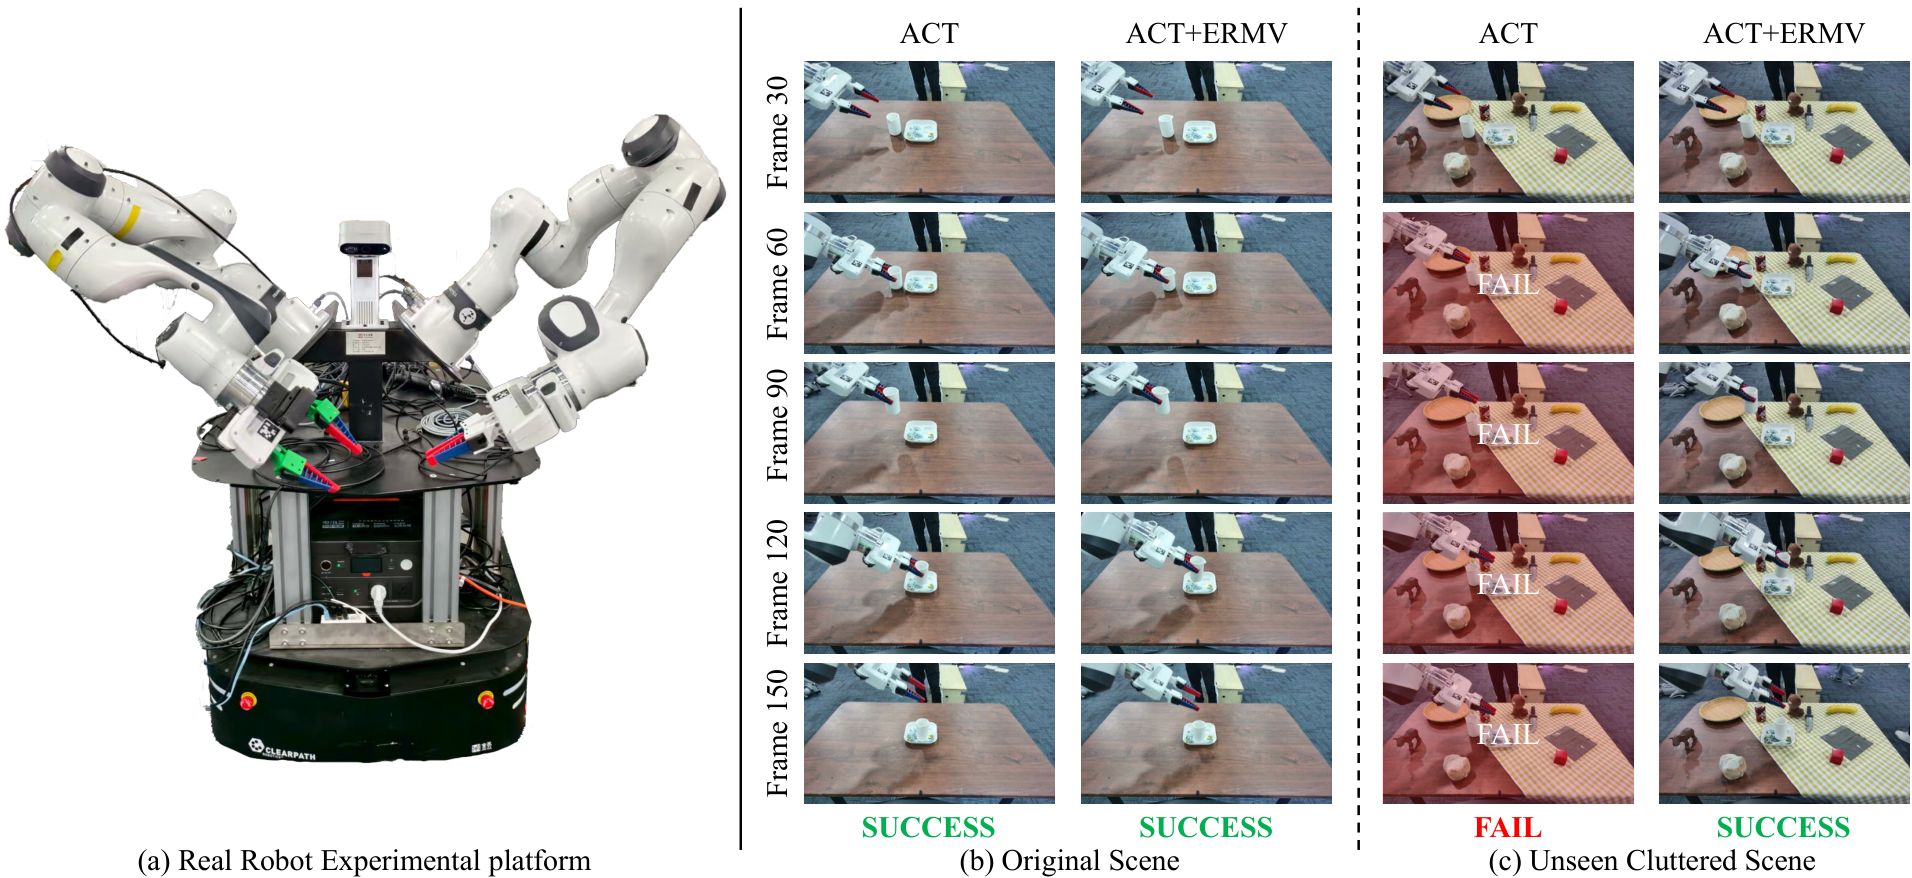 ACT
ACT+ERMV
ACT
ACT+ERMV
Frame 30
Frame 60
FAIL
Frame 90
FAIL
Frame 120
FAIL
Frame 150
FAIL
CLEARPATH
SUCCESS
SUCCESS
FAIL
SUCCESS
(a) Real Robot Experimental platform
(b) Original Scene
(c) Unseen Cluttered Scene